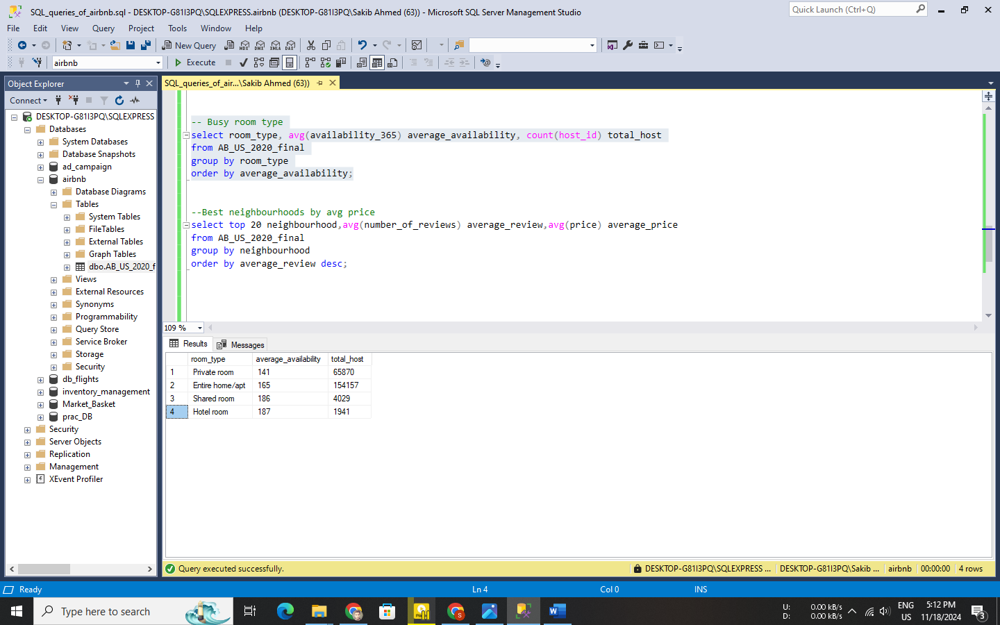 SQL_queries_of_airbnb.sql - DESKTOP-G81I3PQ\SQLEXPRESS.airbnb (DESKTOP-G81I3PQ\Sakib Ahmed (63)) - Microsoft SQL Server Management Studio
Quick Launch (Ctrl+Q)
File Edit View Query Project Tools Window Help
New Query MDX DMX XMLA DAX
airbnb Execute
Object Explorer
SQL_queries_of_air...\Sakib Ahmed (63))
Connect
DESKTOP-G81I3PQ\SQLEXPRESS
Databases
System Databases
Database Snapshots
ad_campaign
airbnb
Database Diagrams
Tables
System Tables
FileTables
External Tables
Graph Tables
dbo.AB_US_2020_f
Views
External Resources
Synonyms
Programmability
Query Store
Service Broker
Storage
Security
db_flights
inventory_management
Market_Basket
prac_DB
Security
Server Objects
Replication
Management
XEvent Profiler
-- Busy room type
select room_type, avg(availability_365) average_availability, count(host_id) total_host
from AB_US_2020_final
group by room_type
order by average_availability;
--Best neighbourhoods by avg price
select top 20 neighbourhood,avg(number_of_reviews) average_review,avg(price) average_price
from AB_US_2020_final
group by neighbourhood
order by average_review desc;
109 %
Results Messages
room_type average_availability total_host
1 Private room 141 65870
2 Entire home/apt 165 154157
3 Shared room 186 4029
4 Hotel room 187 1941
Query executed successfully. DESKTOP-G81I3PQ\SQLEXPRESS ... DESKTOP-G81I3PQ\Sakib ... airbnb 00:00:00 4 rows
Ready Ln 4 Col 0 INS
Type here to search
U: 0.00 kB/s
D: 0.00 kB/s
ENG
US
5:12 PM
11/18/2024
3